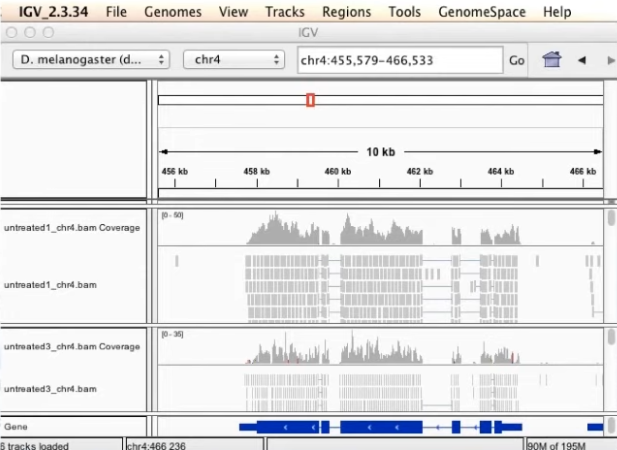 IGV_2.3.34 File Genomes View Tracks Regions Tools GenomeSpace Help
IGV
D. melanogaster (d... chr4 chr4:455,579-466,533 Go
10 kb
456 kb 458 kb 460 kb 462 kb 464 kb 466 kb
[0 - 50]
untreated1_chr4.bam Coverage
untreated1_chr4.bam
[0 - 35]
untreated3_chr4.bam Coverage
untreated3_chr4.bam
Gene
6 tracks loaded chr4:466 236 90M of 195M